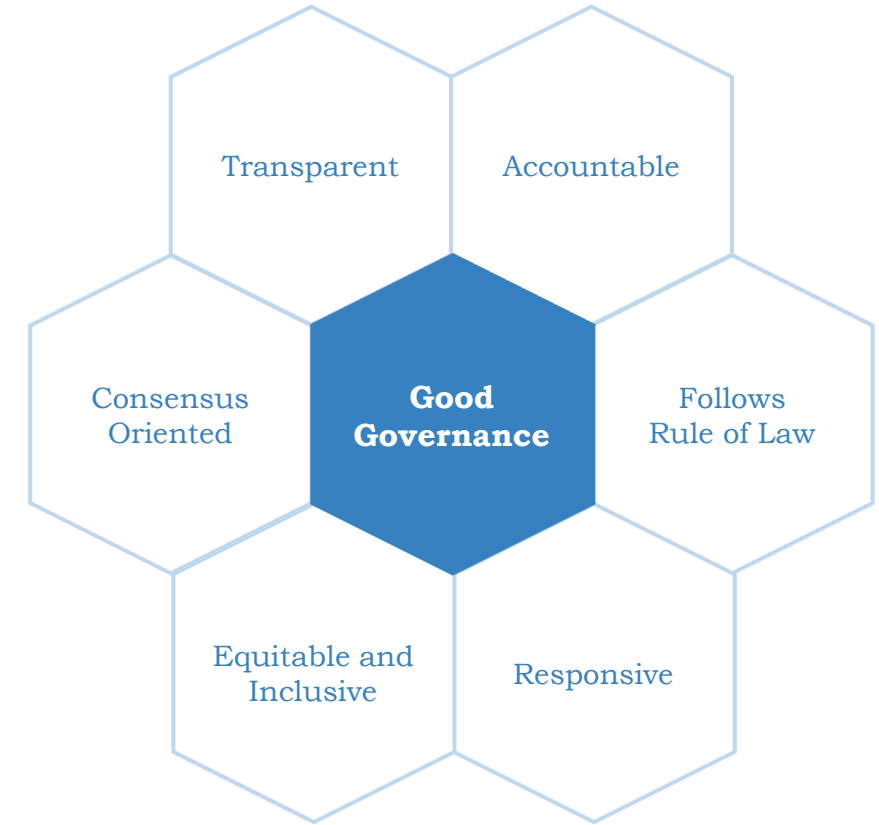 Transparent
Accountable
Consensus
Oriented
Good
Governance
Follows
Rule of Law
Equitable and
Inclusive
Responsive